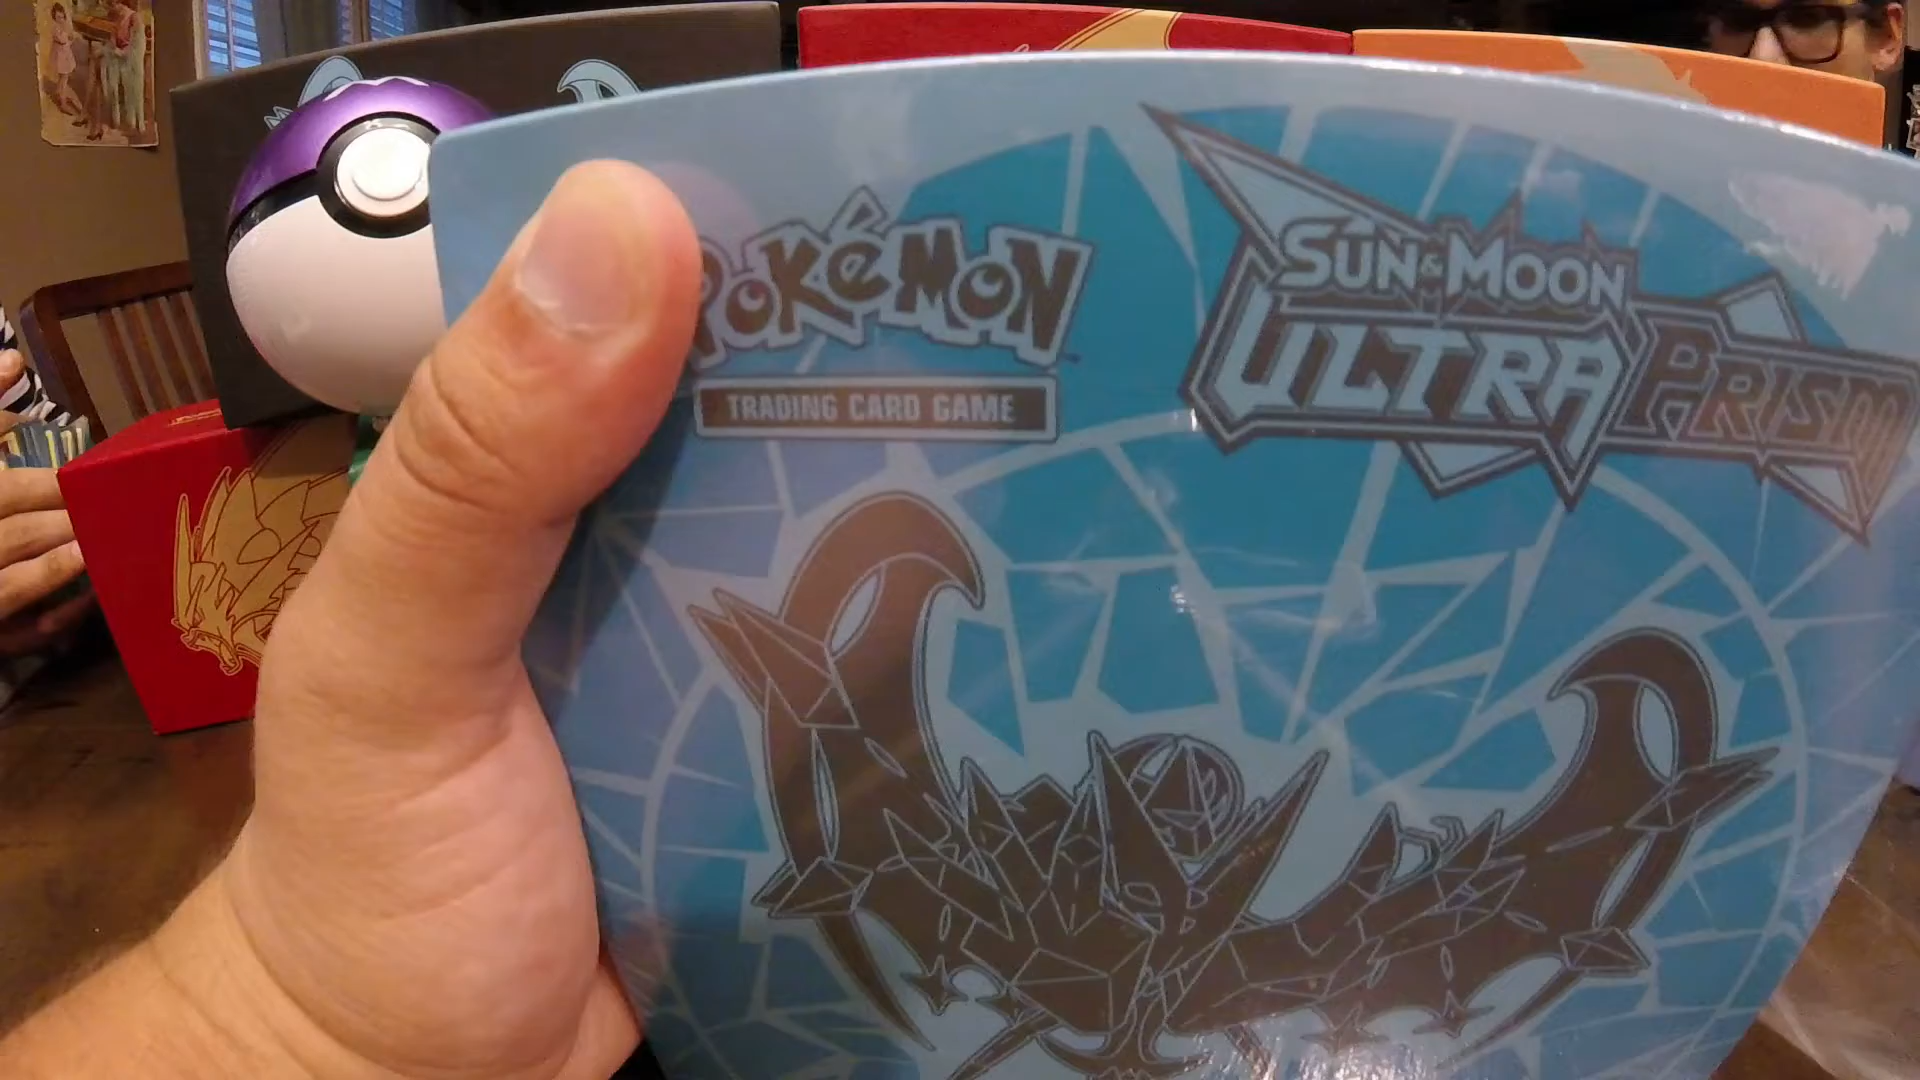 POKéMON
TRADING CARD GAME
SUN & MOON
ULTRA PRISM